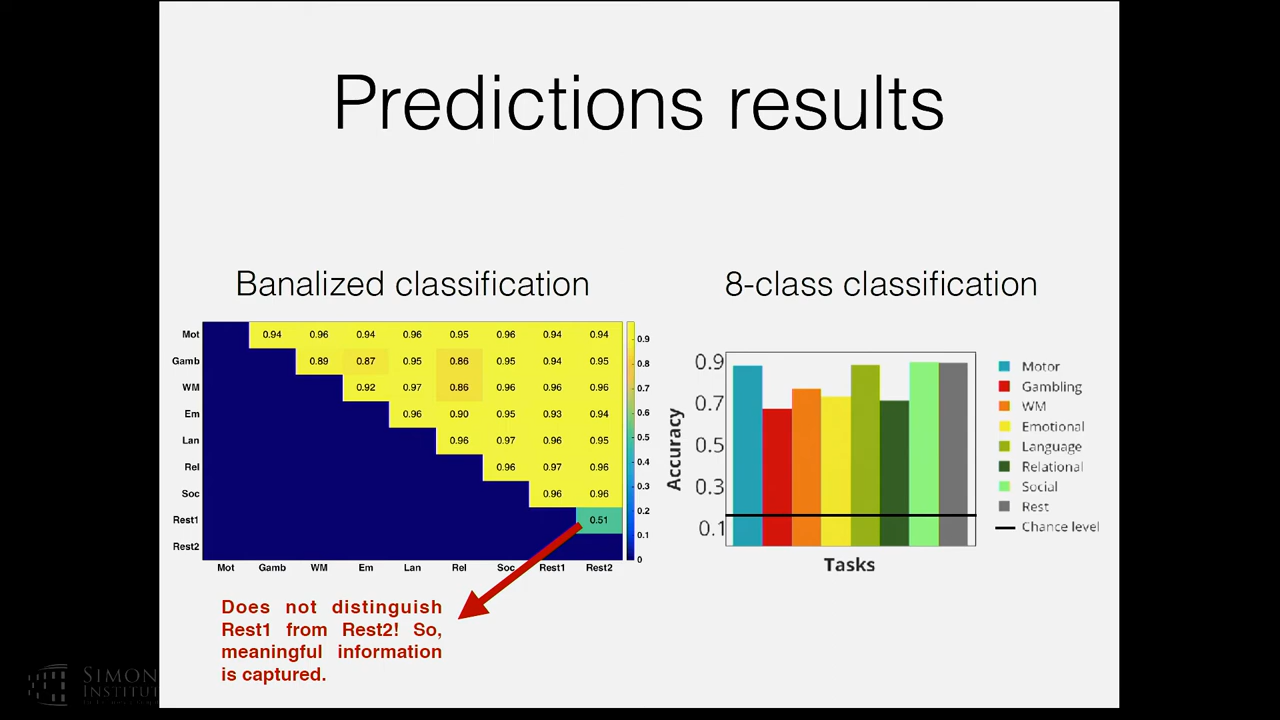 Predictions results
Banalized classification
8-class classification
Mot 0.94 0.96 0.94 0.96 0.95 0.96 0.94 0.94
Gamb 0.89 0.87 0.95 0.86 0.95 0.94 0.95
WM 0.92 0.97 0.86 0.96 0.96 0.96
Em 0.96 0.90 0.95 0.93 0.94
Lan 0.96 0.97 0.96 0.95
Rel 0.96 0.97 0.96
Soc 0.96 0.96
Rest1 0.51
Rest2
Mot Gamb WM Em Lan Rel Soc Rest1 Rest2
0.9
0.8
0.7
0.6
0.5
0.4
0.3
0.2
0.1
0
Accuracy
0.9
0.7
0.5
0.3
0.1
Tasks
Motor
Gambling
WM
Emotional
Language
Relational
Social
Rest
Chance level
Does not distinguish
Rest1 from Rest2! So,
meaningful information
is captured.
SIMON
INSTITUT